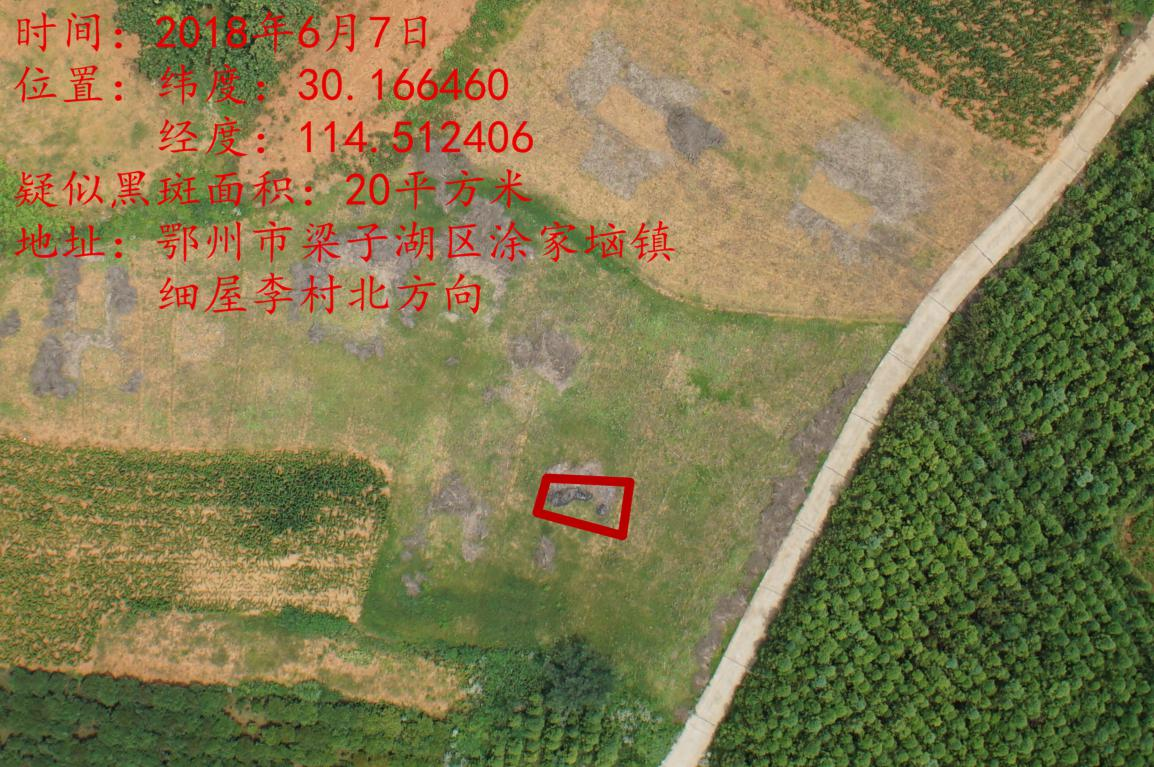 时间：2018年6月7日
位置：纬度：30.166460
经度：114.512406
疑似黑斑面积：20平方米
地址：鄂州市梁子湖区涂家垴镇
细屋李村北方向